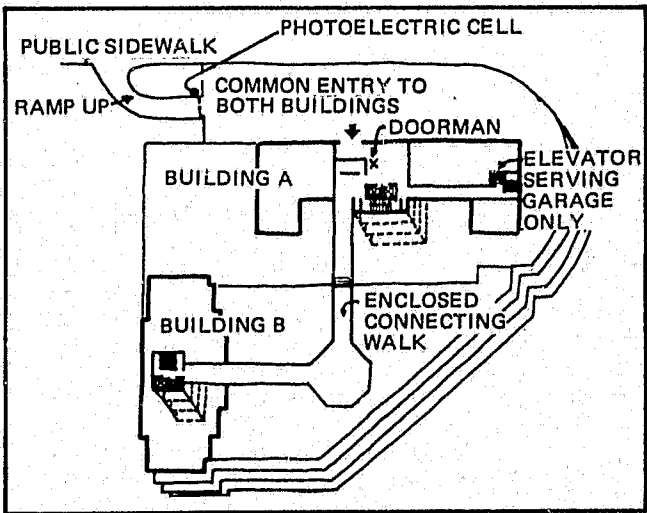 PHOTOELECTRIC CELL
PUBLIC SIDEWALK
RAMP UP
COMMON ENTRY TO
BOTH BUILDINGS
DOORMAN
BUILDING A
ELEVATOR
SERVING
GARAGE
ONLY
BUILDING B
ENCLOSED
CONNECTING
WALK